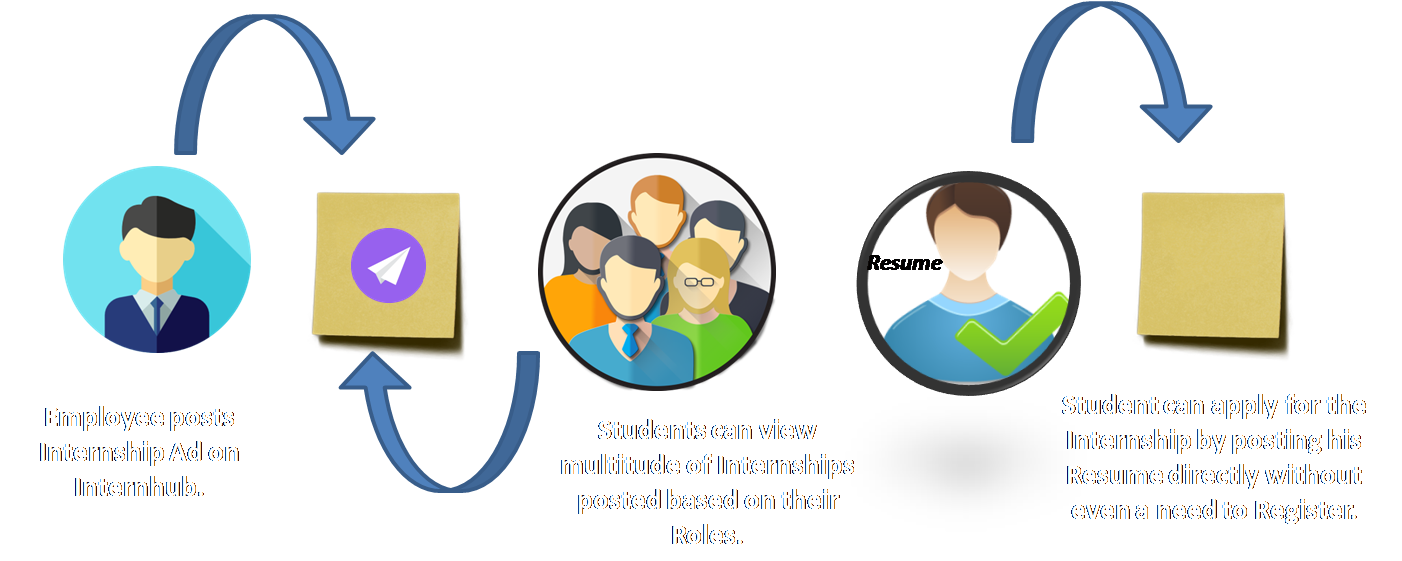 Resume
Employee posts
Internship Ad on
Internhub.
Students can view
multitude of Internships
posted based on their
Roles.
Student can apply for the
Internship by posting his
Resume directly without
even a need to Register.